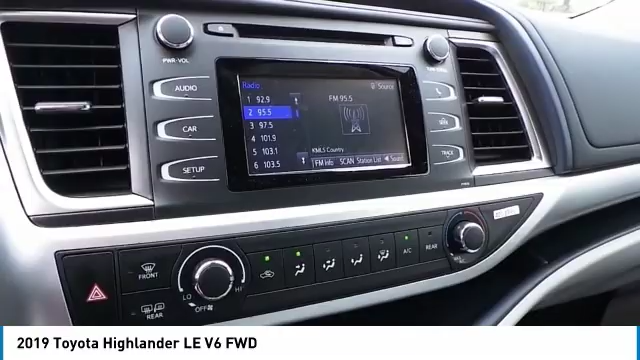 PWR·VOL
AUDIO
CAR
SETUP
Radio
Source
1 92.9
2 95.5
3 97.5
4 101.9
5 103.1
6 103.5
FM 95.5
KMLS Country
FM Info SCAN Station List Sound
SEEK
TRACK
FRONT
REAR
LO
HI
OFF
A/C
REAR
2019 Toyota Highlander LE V6 FWD